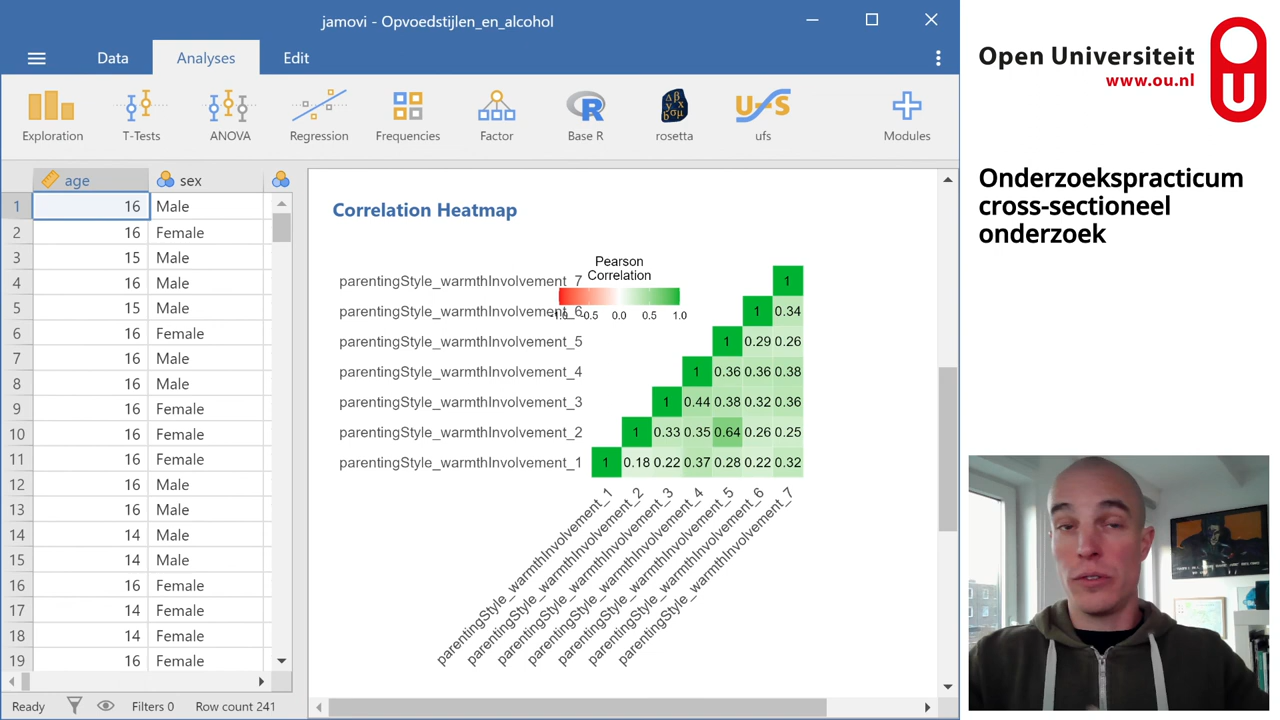 jamovi - Opvoedstijlen_en_alcohol
Data
Analyses
Edit
Exploration
T-Tests
ANOVA
Regression
Frequencies
Factor
Base R
rosetta
ufs
Modules
age sex
1 16 Male
2 16 Female
3 15 Male
4 16 Male
5 15 Male
6 16 Female
7 16 Male
8 16 Male
9 16 Female
10 16 Female
11 16 Female
12 16 Male
13 16 Male
14 14 Male
15 14 Male
16 16 Female
17 14 Female
18 14 Female
19 16 Female
Ready
Filters 0
Row count 241
Correlation Heatmap
Pearson
Correlation
-1.0 -0.5 0.0 0.5 1.0
parentingStyle_warmthInvolvement_7 1
parentingStyle_warmthInvolvement_6 1 0.34
parentingStyle_warmthInvolvement_5 1 0.29 0.26
parentingStyle_warmthInvolvement_4 1 0.36 0.36 0.38
parentingStyle_warmthInvolvement_3 1 0.44 0.38 0.32 0.36
parentingStyle_warmthInvolvement_2 1 0.33 0.35 0.64 0.26 0.25
parentingStyle_warmthInvolvement_1 1 0.18 0.22 0.37 0.28 0.22 0.32
parentingStyle_warmthInvolvement_1
parentingStyle_warmthInvolvement_2
parentingStyle_warmthInvolvement_3
parentingStyle_warmthInvolvement_4
parentingStyle_warmthInvolvement_5
parentingStyle_warmthInvolvement_6
parentingStyle_warmthInvolvement_7
Open Universiteit
www.ou.nl
Onderzoekspracticum
cross-sectioneel
onderzoek